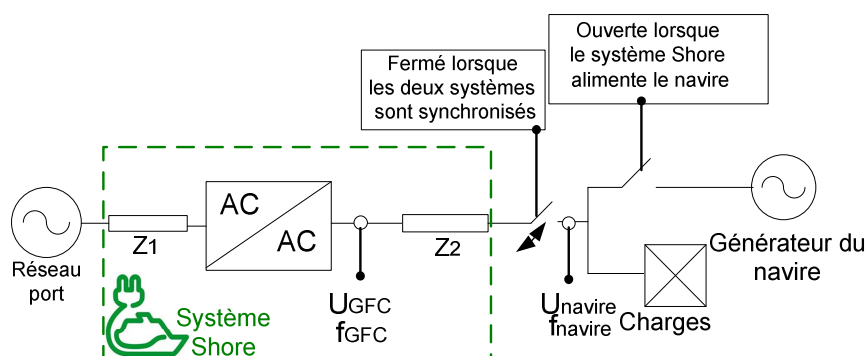 Fermé lorsque
les deux systèmes
sont synchronisés
Ouverte lorsque
le système Shore
alimente le navire
Réseau
port
Z1
AC
AC
UGFC
fGFC
Z2
Unavire
fnavire
Charges
Générateur du
navire
Système
Shore